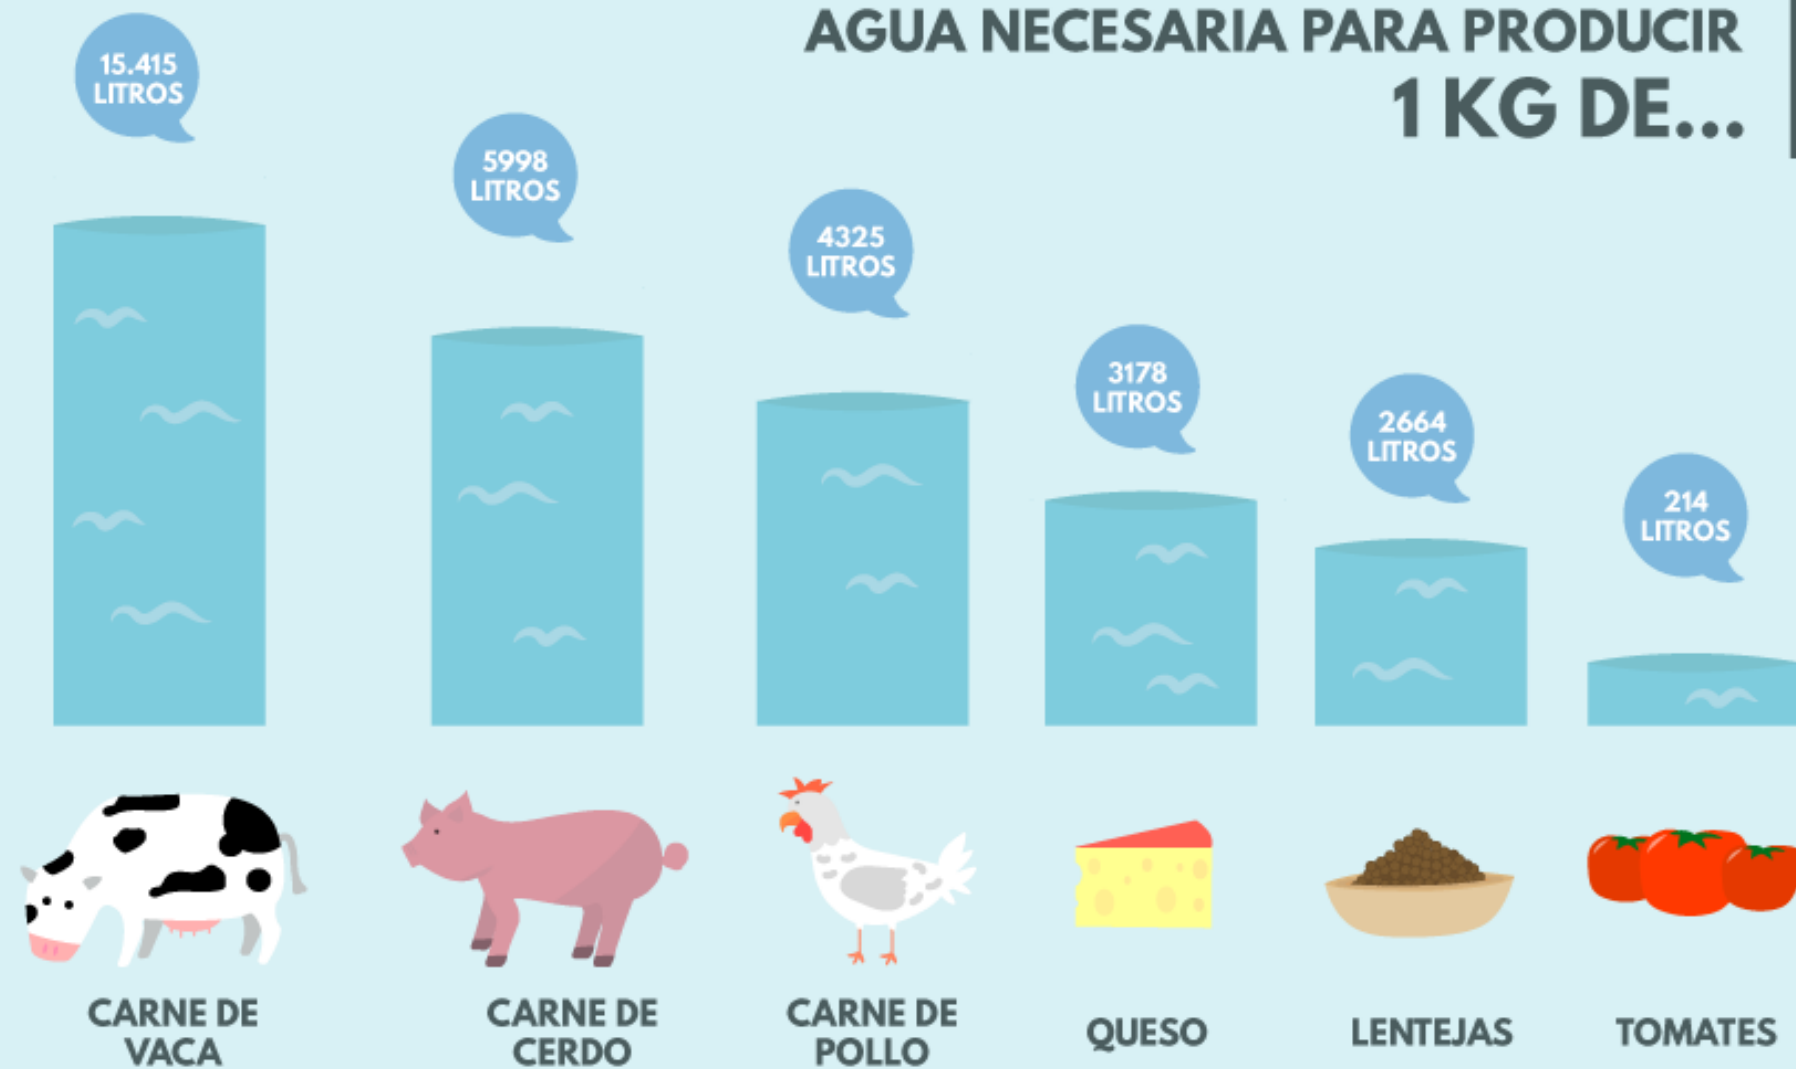 AGUA NECESARIA PARA PRODUCIR
1 KG DE...
15.415
LITROS
5998
LITROS
4325
LITROS
3178
LITROS
2664
LITROS
214
LITROS
CARNE DE
VACA
CARNE DE
CERDO
CARNE DE
POLLO
QUESO
LENTEJAS
TOMATES